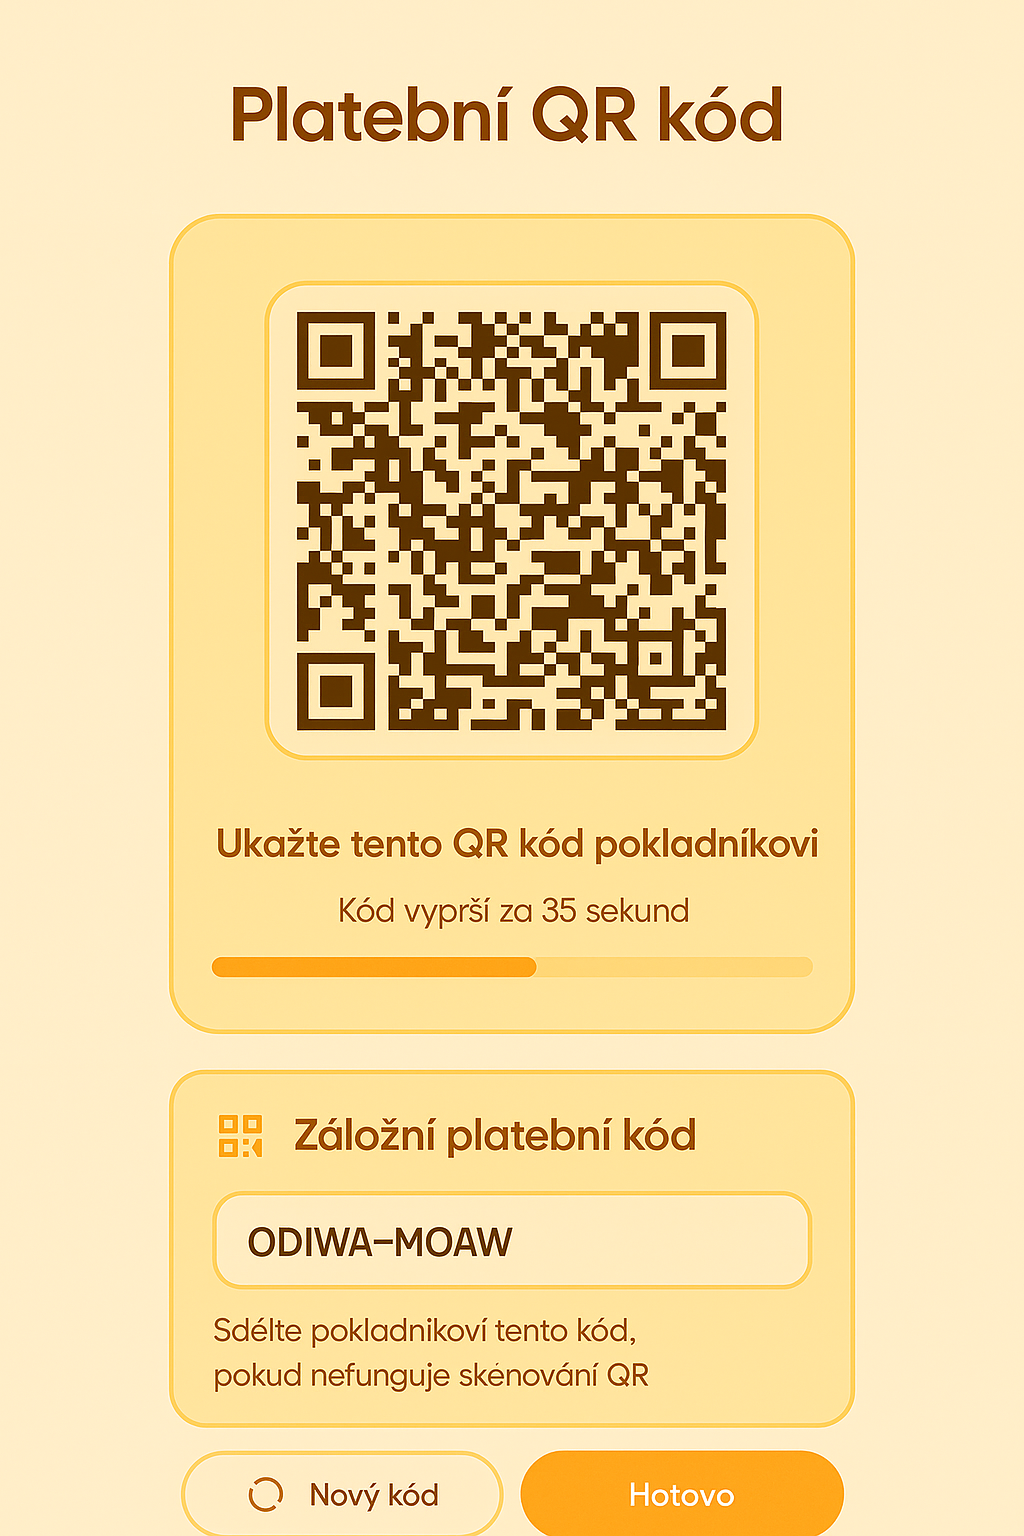 Platební QR kód
Ukažte tento QR kód pokladníkovi
Kód vyprší za 35 sekund
Záložní platební kód
ODIWA–MOAW
Sdélte pokladnikoví tento kód,
pokud nefunguje skénování QR
Nový kód
Hotovo